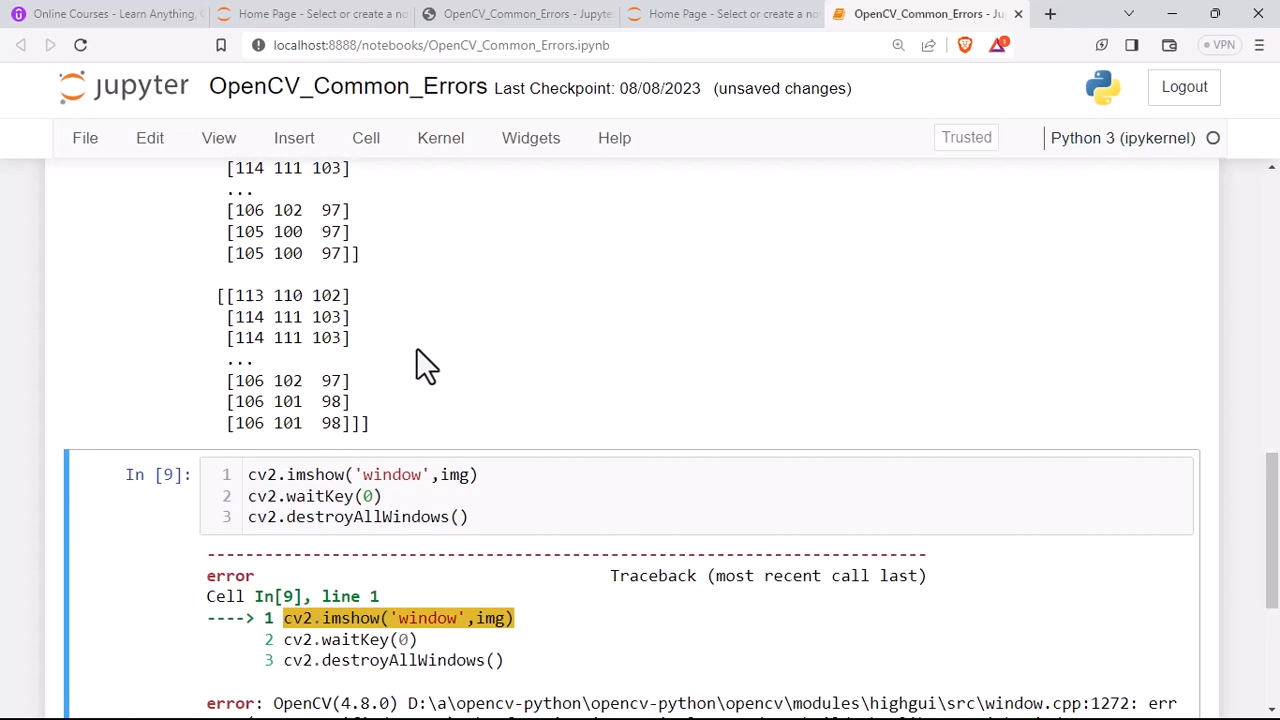 Online Courses - Learn Anything, Home Page - Select or create a no OpenCV_Common_Errors - Jupyte Home Page - Select or create a no OpenCV_Common_Errors - Ju
localhost:8888/notebooks/OpenCV_Common_Errors.ipynb VPN
jupyter OpenCV_Common_Errors Last Checkpoint: 08/08/2023 (unsaved changes) Logout
File Edit View Insert Cell Kernel Widgets Help Trusted Python 3 (ipykernel)
[114 111 103]
...
[106 102 97]
[105 100 97]
[105 100 97]]
[[113 110 102]
[114 111 103]
[114 111 103]
...
[106 102 97]
[106 101 98]
[106 101 98]]]
In [9]: 1 cv2.imshow('window',img)
2 cv2.waitKey(0)
3 cv2.destroyAllWindows()
---------------------------------------------------------------------------
error Traceback (most recent call last)
Cell In[9], line 1
----> 1 cv2.imshow('window',img)
2 cv2.waitKey(0)
3 cv2.destroyAllWindows()
error: OpenCV(4.8.0) D:\a\opencv-python\opencv-python\opencv\modules\highgui\src\window.cpp:1272: err